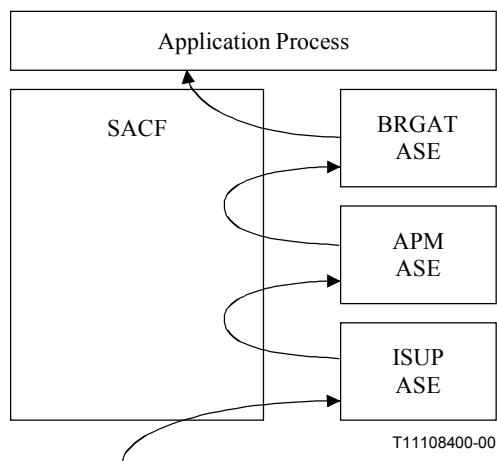 Application Process
SACF
BRGAT
ASE
APM
ASE
ISUP
ASE
T11108400-00